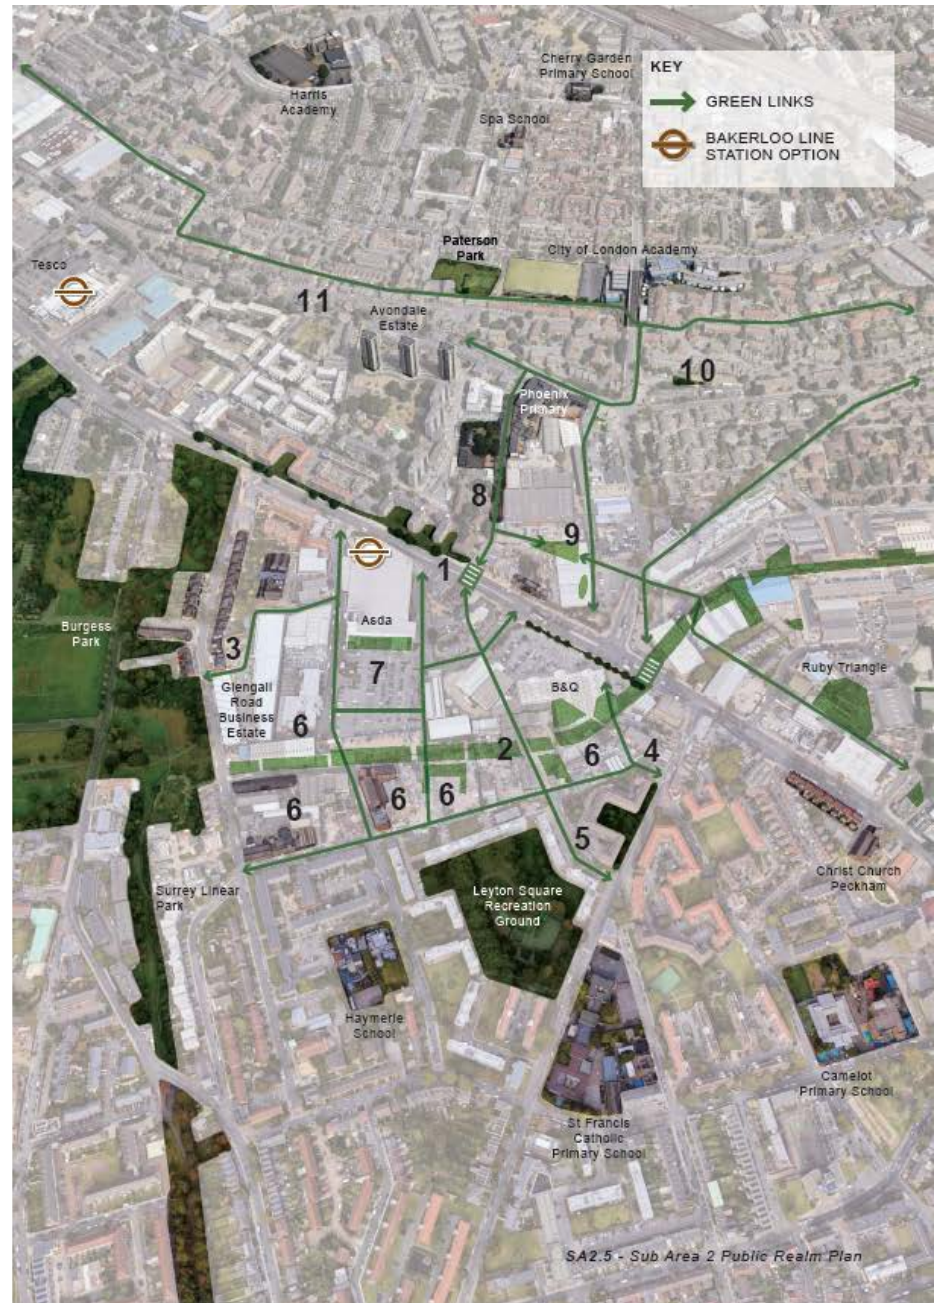 Cherry Garden
Primary School
KEY
GREEN LINKS
BAKERLOO LINE
STATION OPTION
Harris
Academy
Spa School
Paterson
Park
City of London Academy
Tesco
11
Avondale
Estate
10
Phoenix
Primary
8
9
1
Asda
Burgess
Park
3
7
Glengall
Road
Business
Estate
B&Q
Ruby Triangle
6
2
6
4
6
6
6
5
Christ Church
Peckham
Surrey Linear
Park
Leyton Square
Recreation
Ground
Haymerle
School
Camelot
Primary School
St Francis
Catholic
Primary School
SA2.5 - Sub Area 2 Public Realm Plan